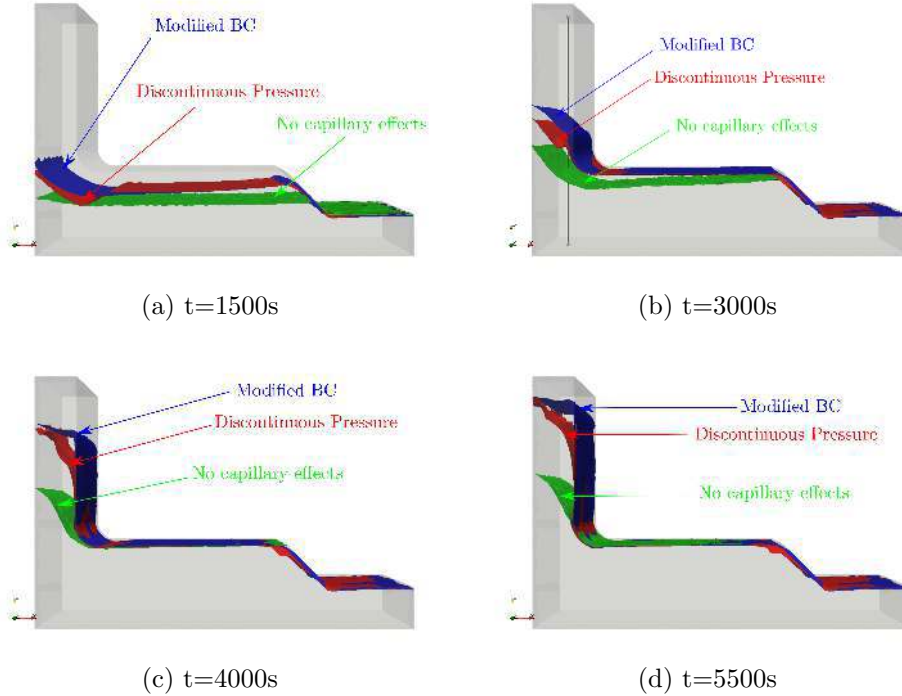 Modified BC
Discontinuous Pressure
No capillary effects
(a) t=1500s
Modified BC
Discontinuous Pressure
No capillary effects
(b) t=3000s
Modified BC
Discontinuous Pressure
No capillary effects
(c) t=4000s
Modified BC
Discontinuous Pressure
No capillary effects
(d) t=5500s